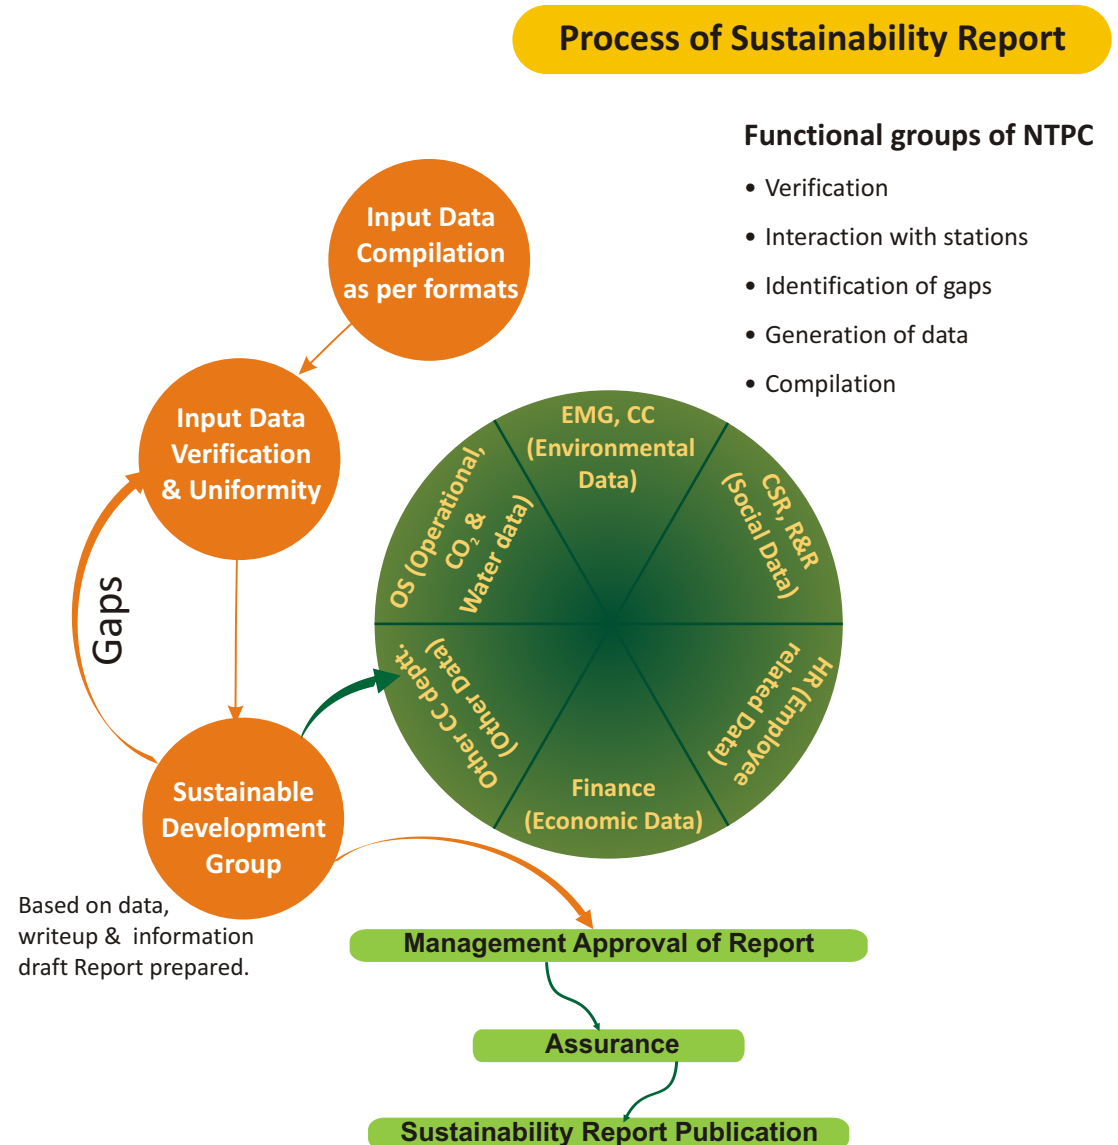 Process of Sustainability Report
Functional groups of NTPC
• Verification
• Interaction with stations
• Identification of gaps
• Generation of data
• Compilation
Input Data
Compilation
as per formats
Input Data
Verification
& Uniformity
Gaps
Sustainable
Development
Group
Based on data,
writeup & information
draft Report prepared.
EMG, CC
(Environmental
Data)
CSR, R&R
(Social Data)
HR (Employee
related Data)
Finance
(Economic Data)
Other CC deptt.
(Other Data)
OS (Operational,
CO₂ &
Water data)
Management Approval of Report
Assurance
Sustainability Report Publication